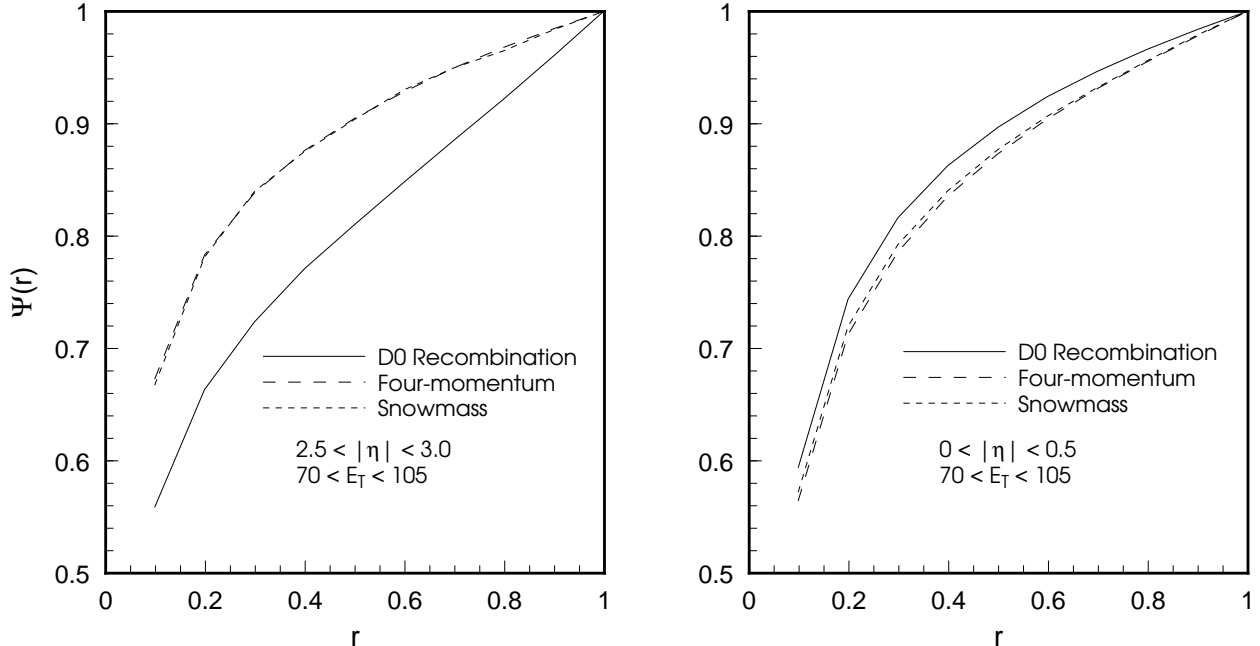 Ψ(r)
1
0.9
0.8
0.7
0.6
0.5
0
0.2
0.4
0.6
0.8
1
r
D0 Recombination
Four-momentum
Snowmass
2.5 < |η| < 3.0
70 < E_T < 105
1
0.9
0.8
0.7
0.6
0.5
0
0.2
0.4
0.6
0.8
1
r
D0 Recombination
Four-momentum
Snowmass
0 < |η| < 0.5
70 < E_T < 105